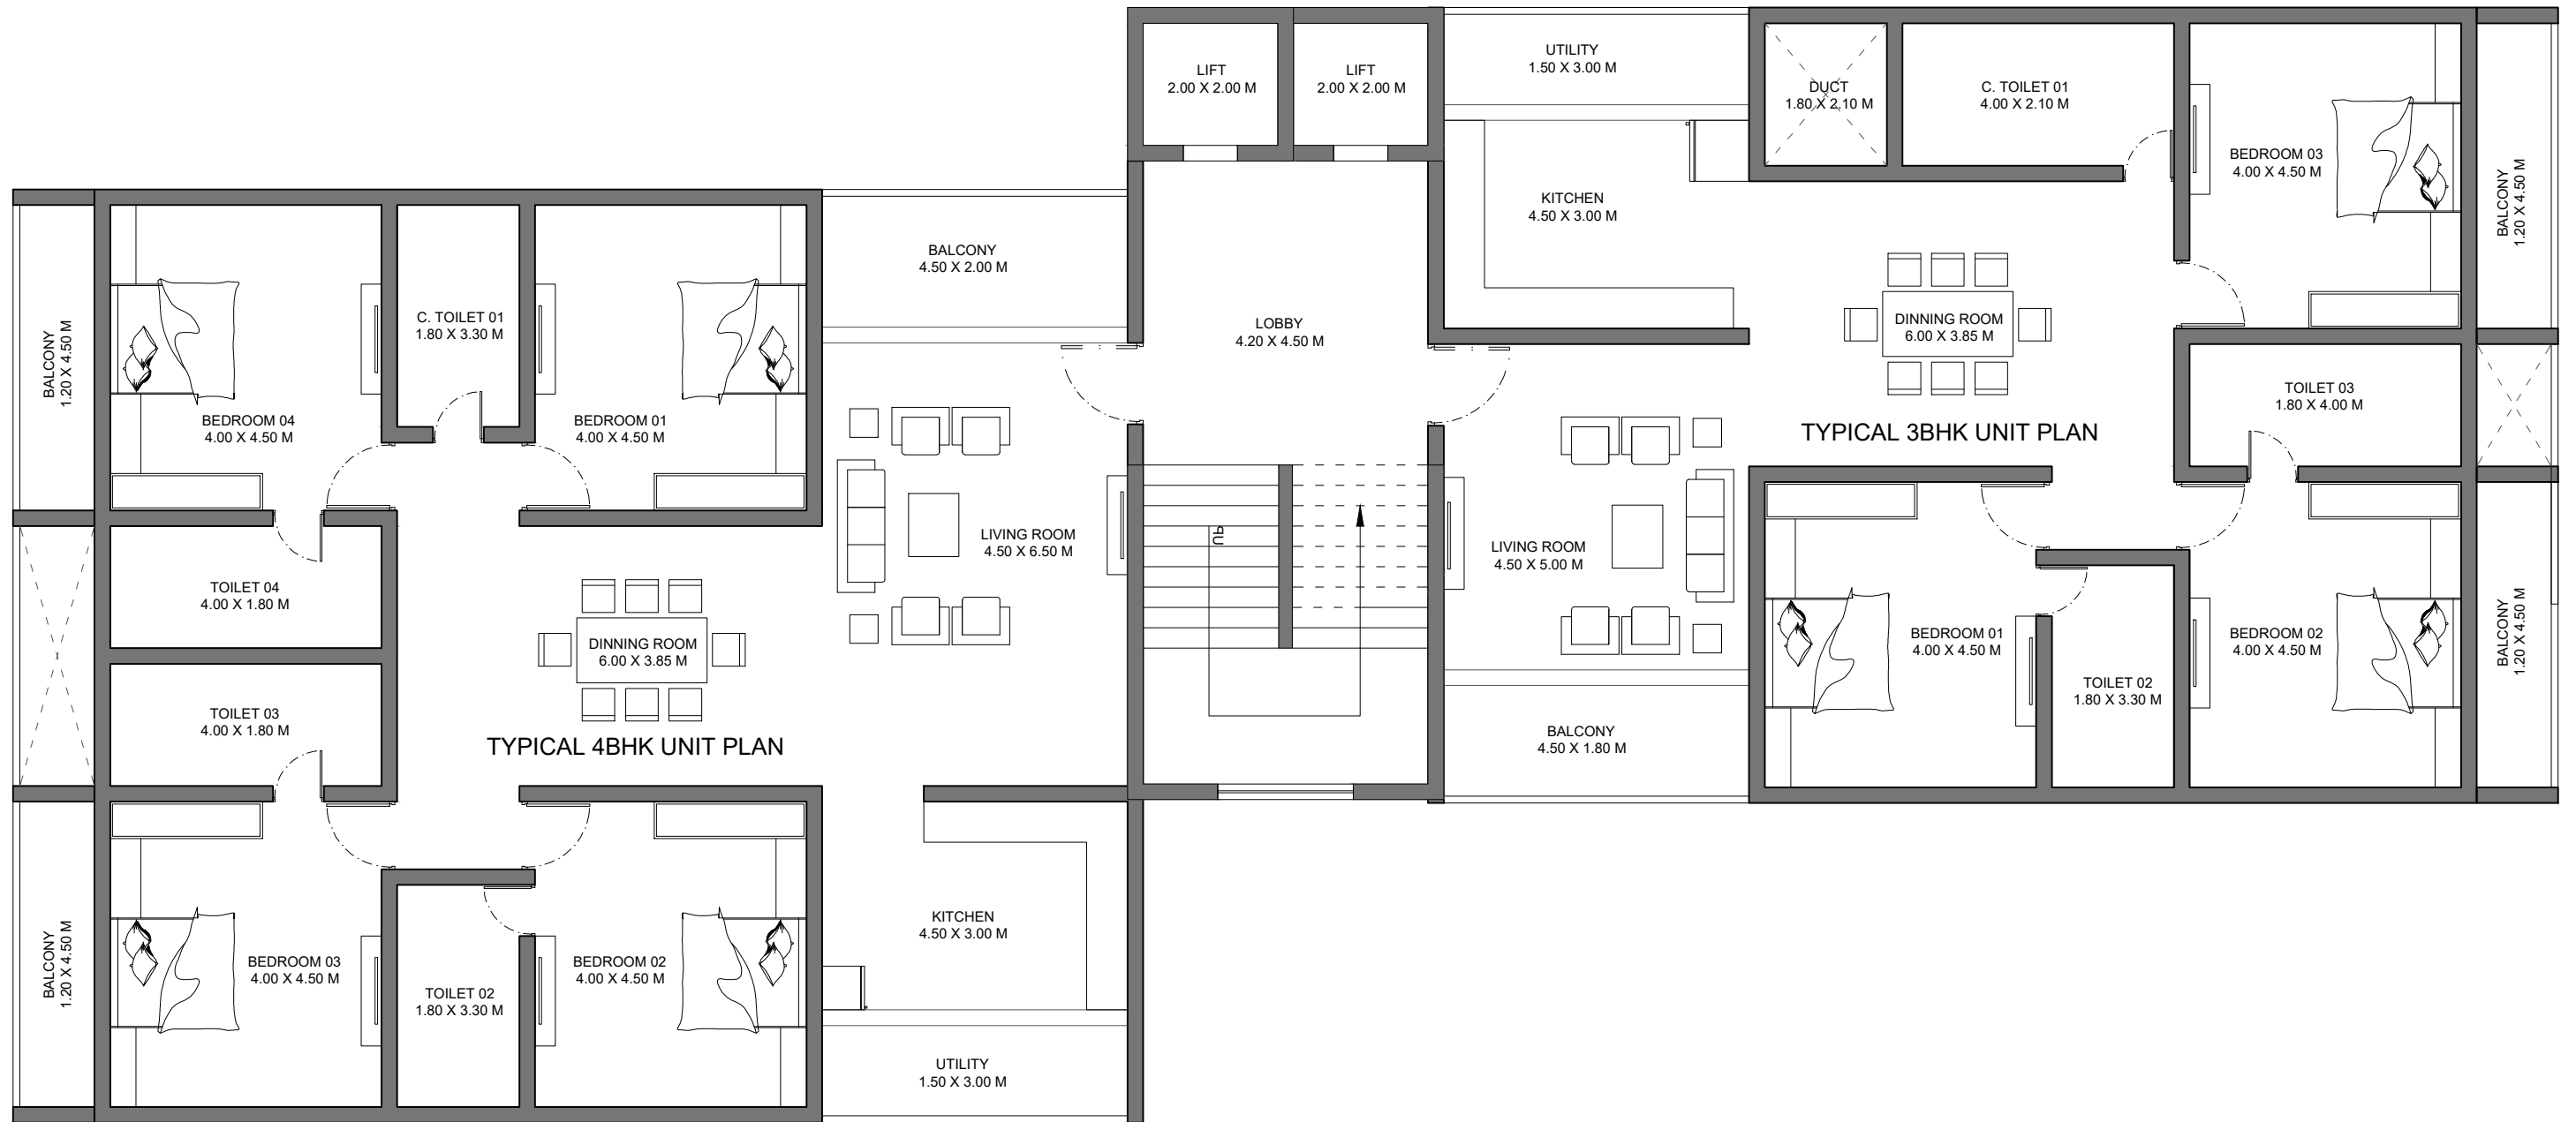 LIFT
2.00 X 2.00 M
LIFT
2.00 X 2.00 M
UTILITY
1.50 X 3.00 M
DUCT
1.80 X 2.10 M
C. TOILET 01
4.00 X 2.10 M
BEDROOM 03
4.00 X 4.50 M
BALCONY
1.20 X 4.50 M
KITCHEN
4.50 X 3.00 M
BALCONY
4.50 X 2.00 M
LOBBY
4.20 X 4.50 M
DINNING ROOM
6.00 X 3.85 M
C. TOILET 01
1.80 X 3.30 M
BALCONY
1.20 X 4.50 M
BEDROOM 04
4.00 X 4.50 M
BEDROOM 01
4.00 X 4.50 M
TOILET 03
1.80 X 4.00 M
TYPICAL 3BHK UNIT PLAN
LIVING ROOM
4.50 X 6.50 M
UP
LIVING ROOM
4.50 X 5.00 M
TOILET 04
4.00 X 1.80 M
DINNING ROOM
6.00 X 3.85 M
BEDROOM 01
4.00 X 4.50 M
BEDROOM 02
4.00 X 4.50 M
BALCONY
1.20 X 4.50 M
TOILET 02
1.80 X 3.30 M
TOILET 03
4.00 X 1.80 M
TYPICAL 4BHK UNIT PLAN
BALCONY
4.50 X 1.80 M
KITCHEN
4.50 X 3.00 M
BALCONY
1.20 X 4.50 M
BEDROOM 03
4.00 X 4.50 M
BEDROOM 02
4.00 X 4.50 M
TOILET 02
1.80 X 3.30 M
UTILITY
1.50 X 3.00 M